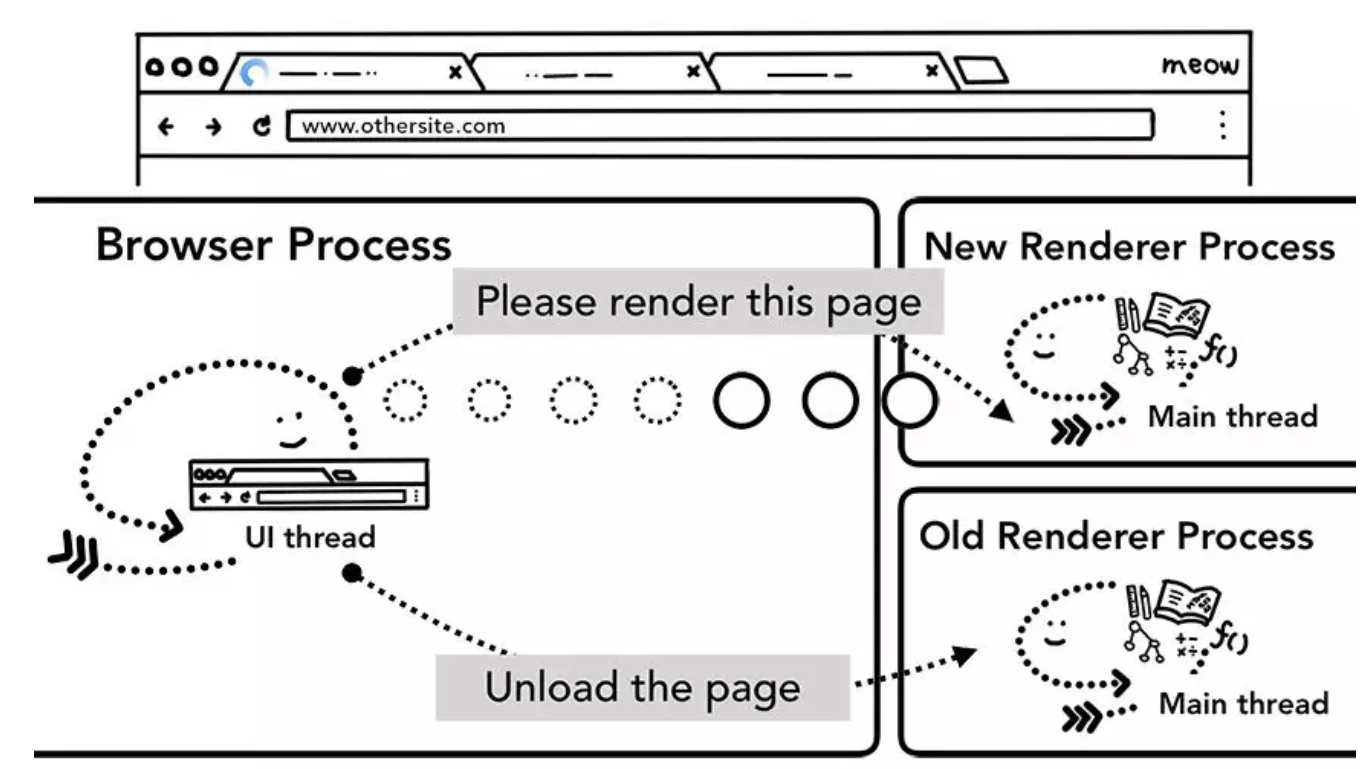 meow
www.othersite.com
Browser Process
New Renderer Process
Please render this page
+-
×÷
f()
Main thread
UI thread
Old Renderer Process
+-
×÷
f()
Unload the page
Main thread